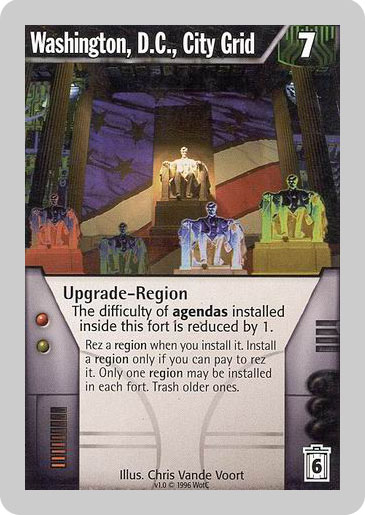 Washington, D.C., City Grid
7
Upgrade-Region
The difficulty of agendas installed
inside this fort is reduced by 1.
Rez a region when you install it. Install
a region only if you can pay to rez
it. Only one region may be installed
in each fort. Trash older ones.
6
Illus. Chris Vande Voort
v1.0 © 1996 WotC